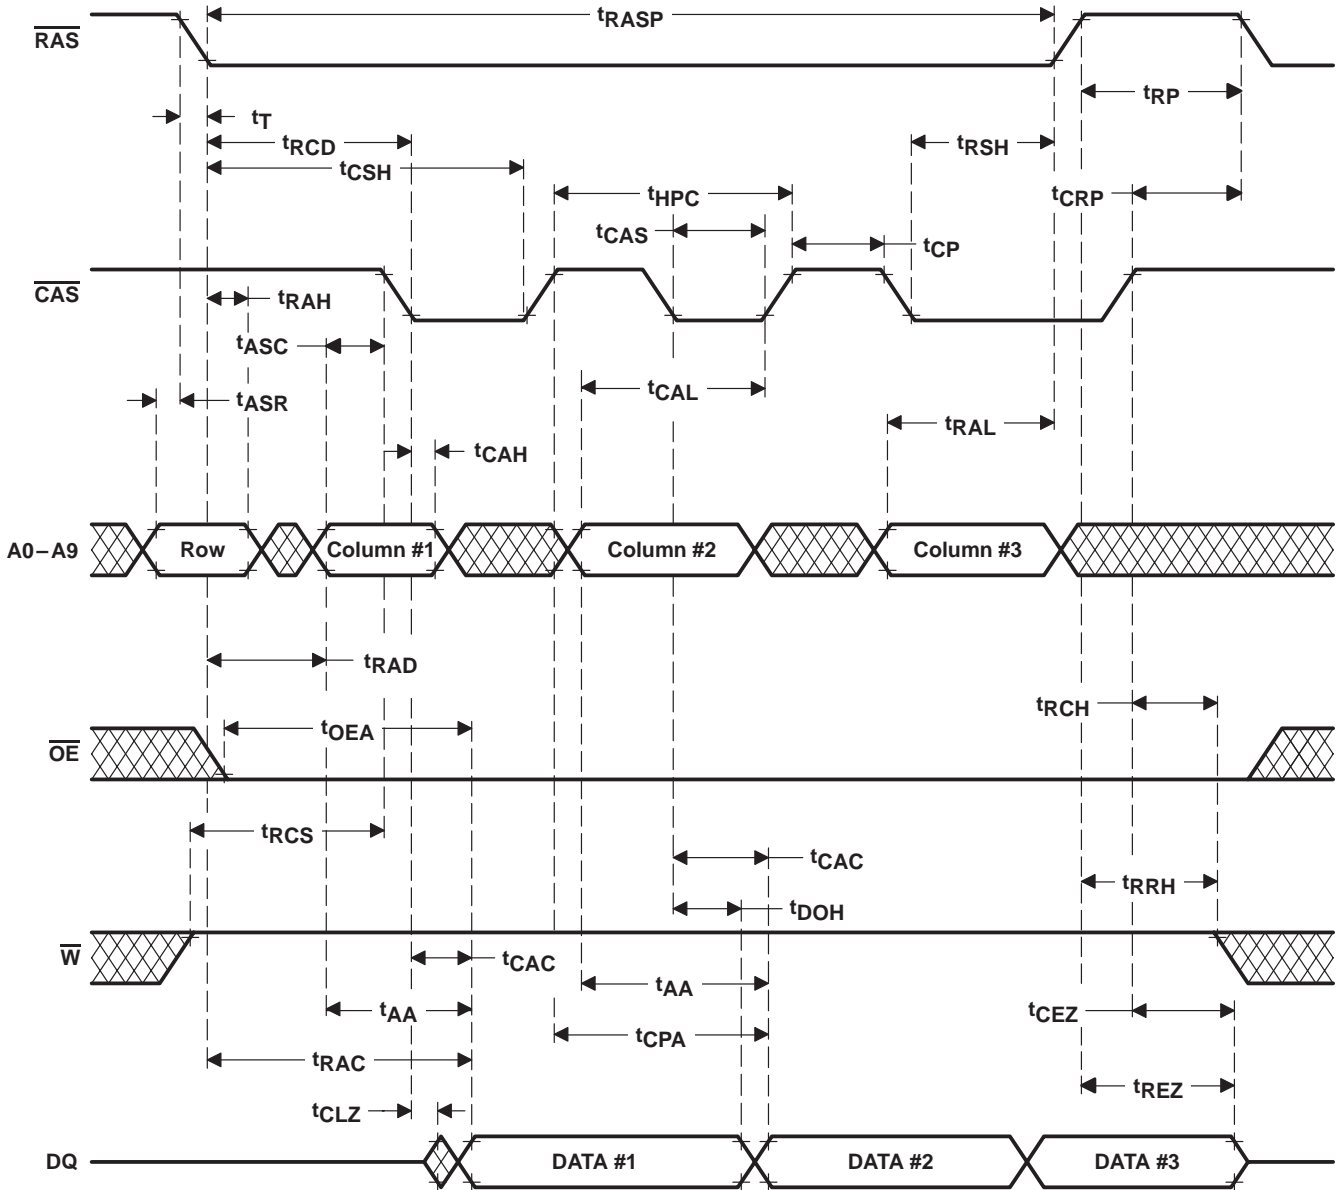 tRASP
RAS
tRP
tT
tRCD
tRSH
tCSH
tHPC
tCRP
tCAS
tCP
CAS
tRAH
tASC
tCAL
tASR
tRAL
tCAH
A0–A9 Row Column #1 Column #2 Column #3
tRAD
tRCH
tOEA
OE
tRCS
tCAC
tRRH
tDOH
W
tCAC
tAA
tAA
tCEZ
tCPA
tRAC
tREZ
tCLZ
DQ DATA #1 DATA #2 DATA #3